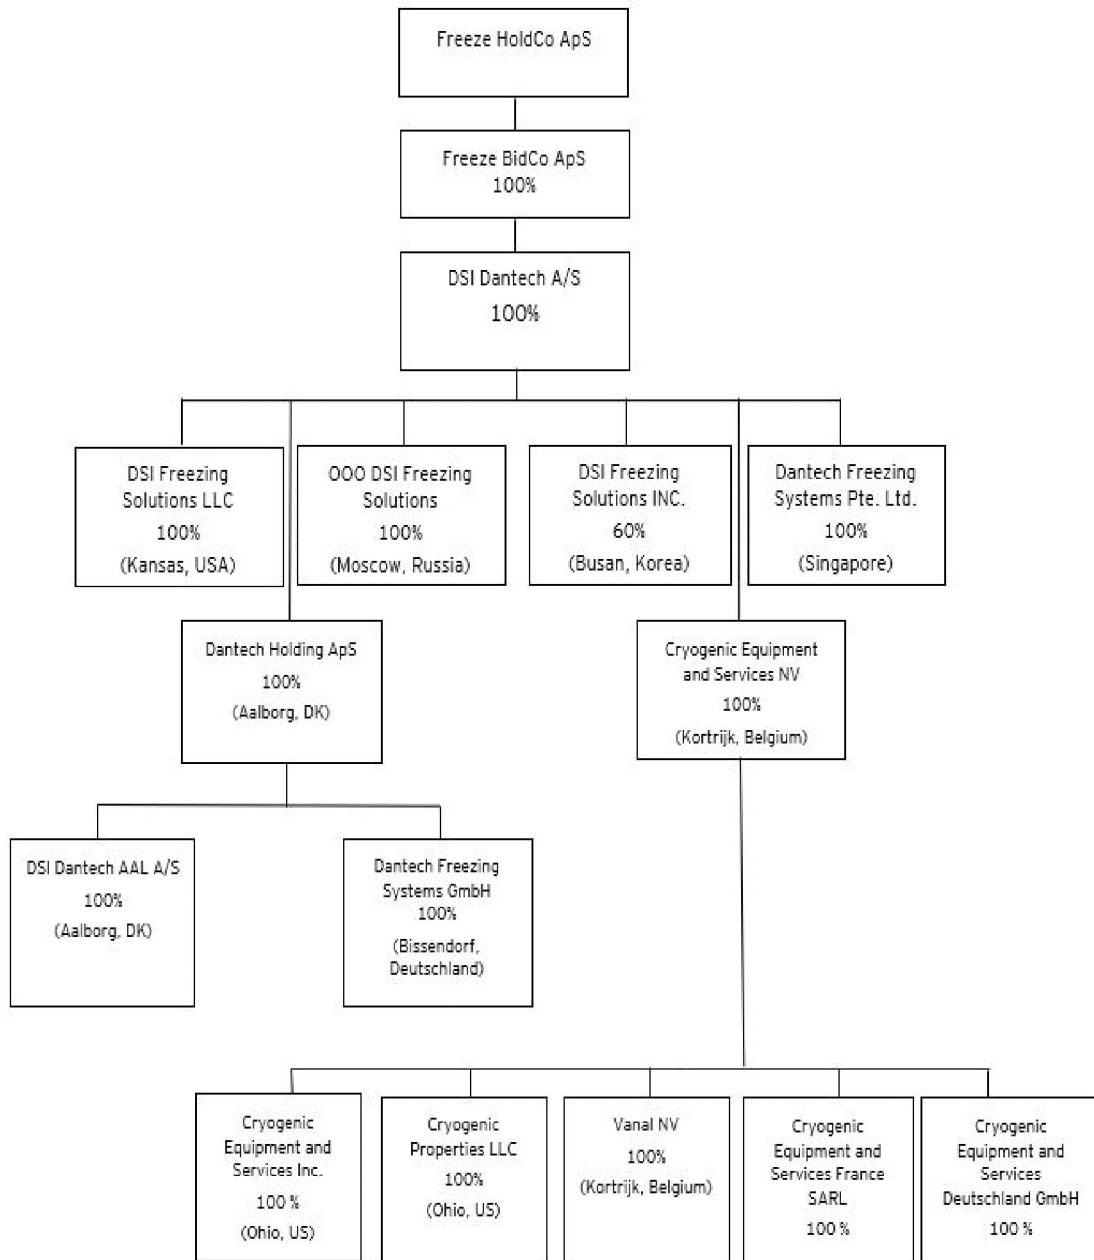 Freeze HoldCo ApS
Freeze BidCo ApS
100%
DSI Dantech A/S
100%
DSI Freezing
Solutions LLC
100%
(Kansas, USA)
OOO DSI Freezing
Solutions
100%
(Moscow, Russia)
DSI Freezing
Solutions INC.
60%
(Busan, Korea)
Dantech Freezing
Systems Pte. Ltd.
100%
(Singapore)
Dantech Holding ApS
100%
(Aalborg, DK)
Cryogenic Equipment
and Services NV
100%
(Kortrijk, Belgium)
DSI Dantech AAL A/S
100%
(Aalborg, DK)
Dantech Freezing
Systems GmbH
100%
(Bissendorf,
Deutschland)
Cryogenic
Equipment and
Services Inc.
100 %
(Ohio, US)
Cryogenic
Properties LLC
100%
(Ohio, US)
Vanal NV
100%
(Kortrijk, Belgium)
Cryogenic
Equipment and
Services France
SARL
100 %
Cryogenic
Equipment and
Services
Deutschland GmbH
100 %